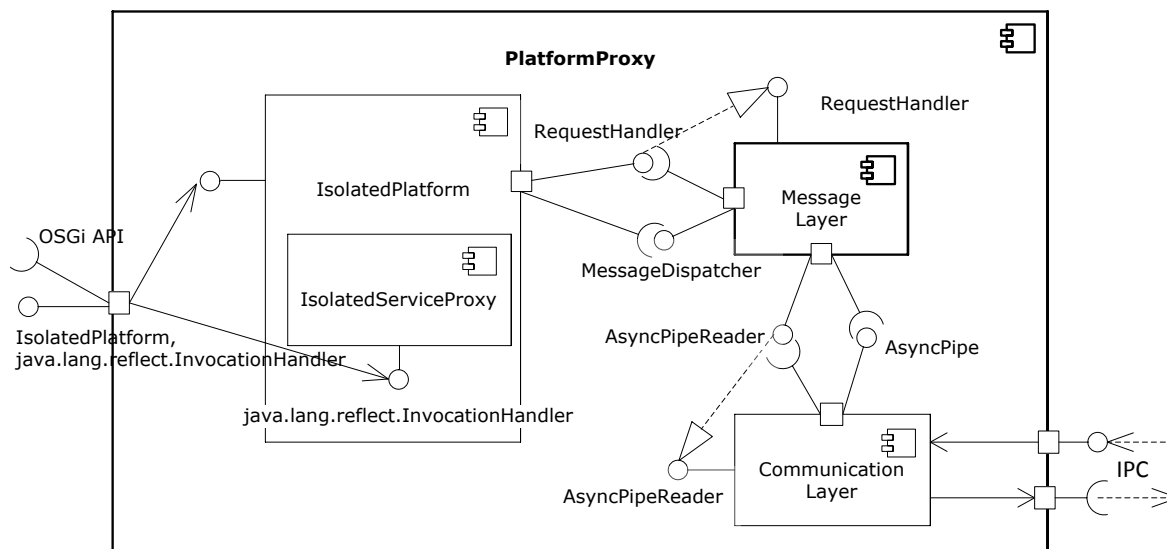 PlatformProxy
RequestHandler
RequestHandler
IsolatedPlatform
Message
Layer
OSGi API
MessageDispatcher
IsolatedServiceProxy
IsolatedPlatform,
java.lang.reflect.InvocationHandler
AsyncPipeReader
AsyncPipe
java.lang.reflect.InvocationHandler
Communication
Layer
IPC
AsyncPipeReader